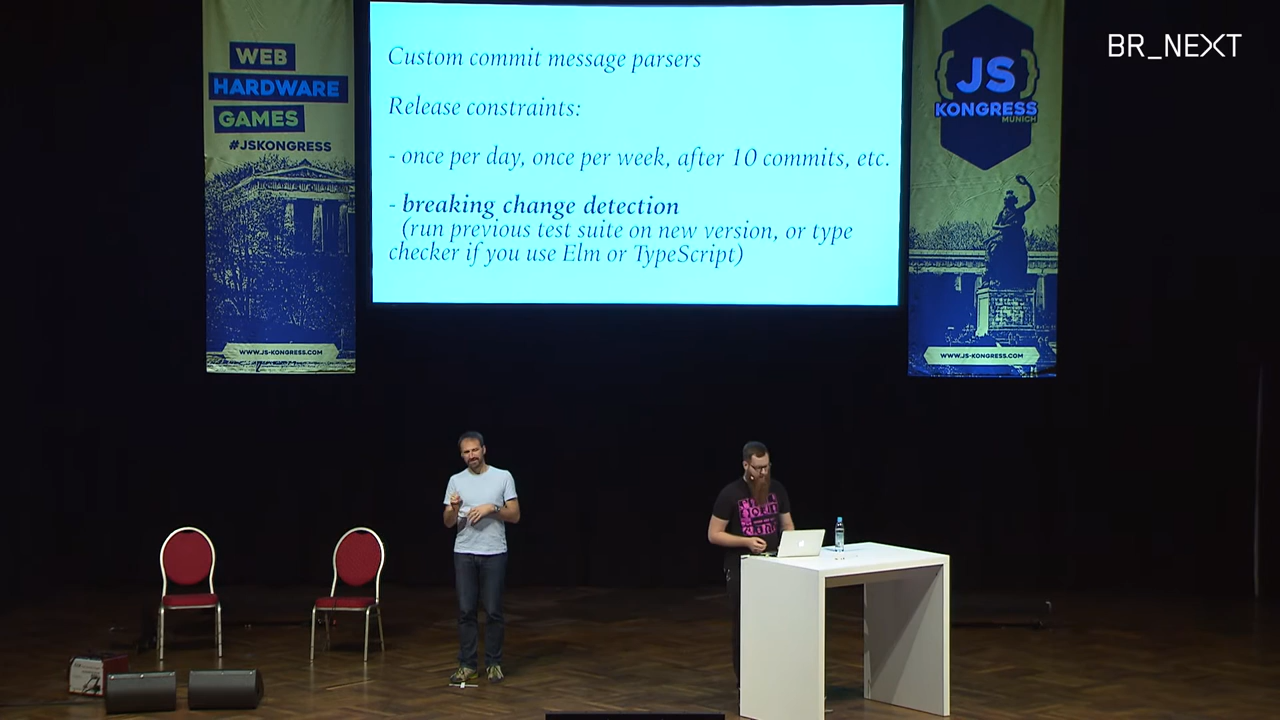 BR_NEXT
WEB
HARDWARE
GAMES
#JSKONGRESS
WWW.JS-KONGRESS.COM
Custom commit message parsers
Release constraints:
- once per day, once per week, after 10 commits, etc.
- breaking change detection
(run previous test suite on new version, or type
checker if you use Elm or TypeScript)
{JS}
KONGRESS
MUNICH
WWW.JS-KONGRESS.COM